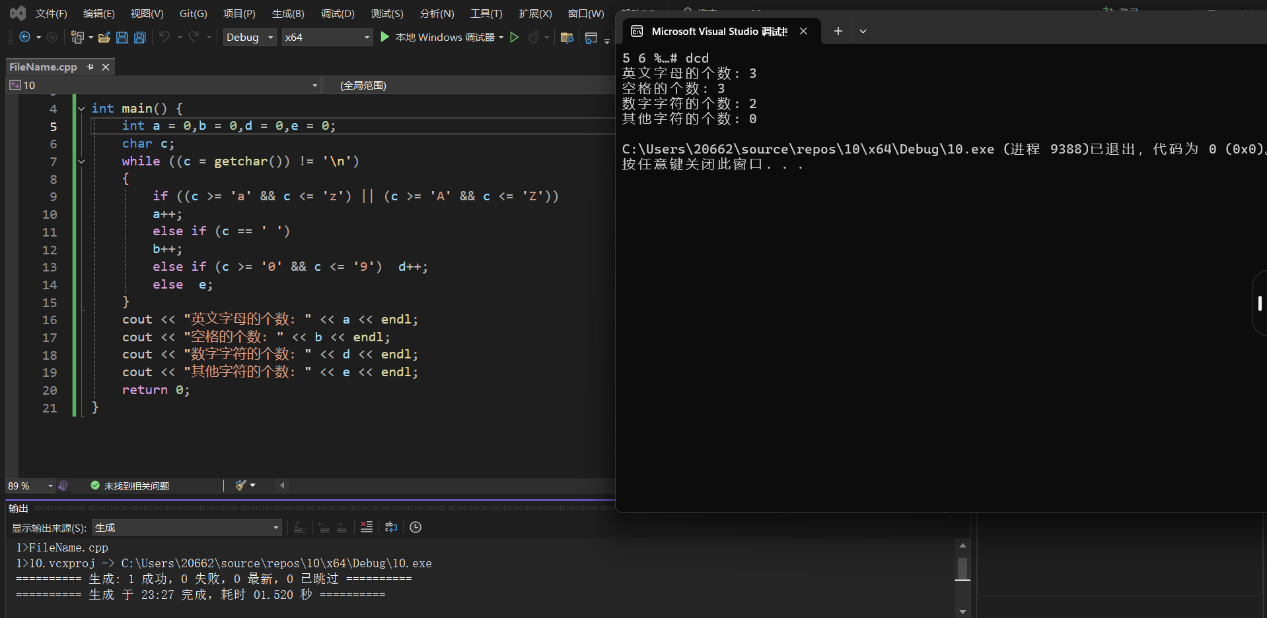 文件(F) 编辑(E) 视图(V) Git(G) 项目(P) 生成(B) 调试(D) 测试(S) 分析(N) 工具(T) 扩展(X) 窗口(W)
Debug x64 本地 Windows 调试器
FileName.cpp
10 (全局范围)
4 int main() {
5 int a = 0,b = 0,d = 0,e = 0;
6 char c;
7 while ((c = getchar()) != '\n')
8 {
9 if ((c >= 'a' && c <= 'z') || (c >= 'A' && c <= 'Z'))
10 a++;
11 else if (c == ' ')
12 b++;
13 else if (c >= '0' && c <= '9') d++;
14 else e;
15 }
16 cout << "英文字母的个数: " << a << endl;
17 cout << "空格的个数: " << b << endl;
18 cout << "数字字符的个数: " << d << endl;
19 cout << "其他字符的个数: " << e << endl;
20 return 0;
21 }
89 % 未找到相关问题
输出
显示输出来源(S): 生成
1>FileName.cpp
1>10.vcxproj -> C:\Users\20662\source\repos\10\x64\Debug\10.exe
========== 生成: 1 成功，0 失败，0 最新，0 已跳过 ==========
========== 生成 于 23:27 完成，耗时 01.520 秒 ==========
Microsoft Visual Studio 调试
5 6 %…# dcd
英文字母的个数: 3
空格的个数: 3
数字字符的个数: 2
其他字符的个数: 0
C:\Users\20662\source\repos\10\x64\Debug\10.exe (进程 9388)已退出，代码为 0 (0x0)。
按任意键关闭此窗口. . .